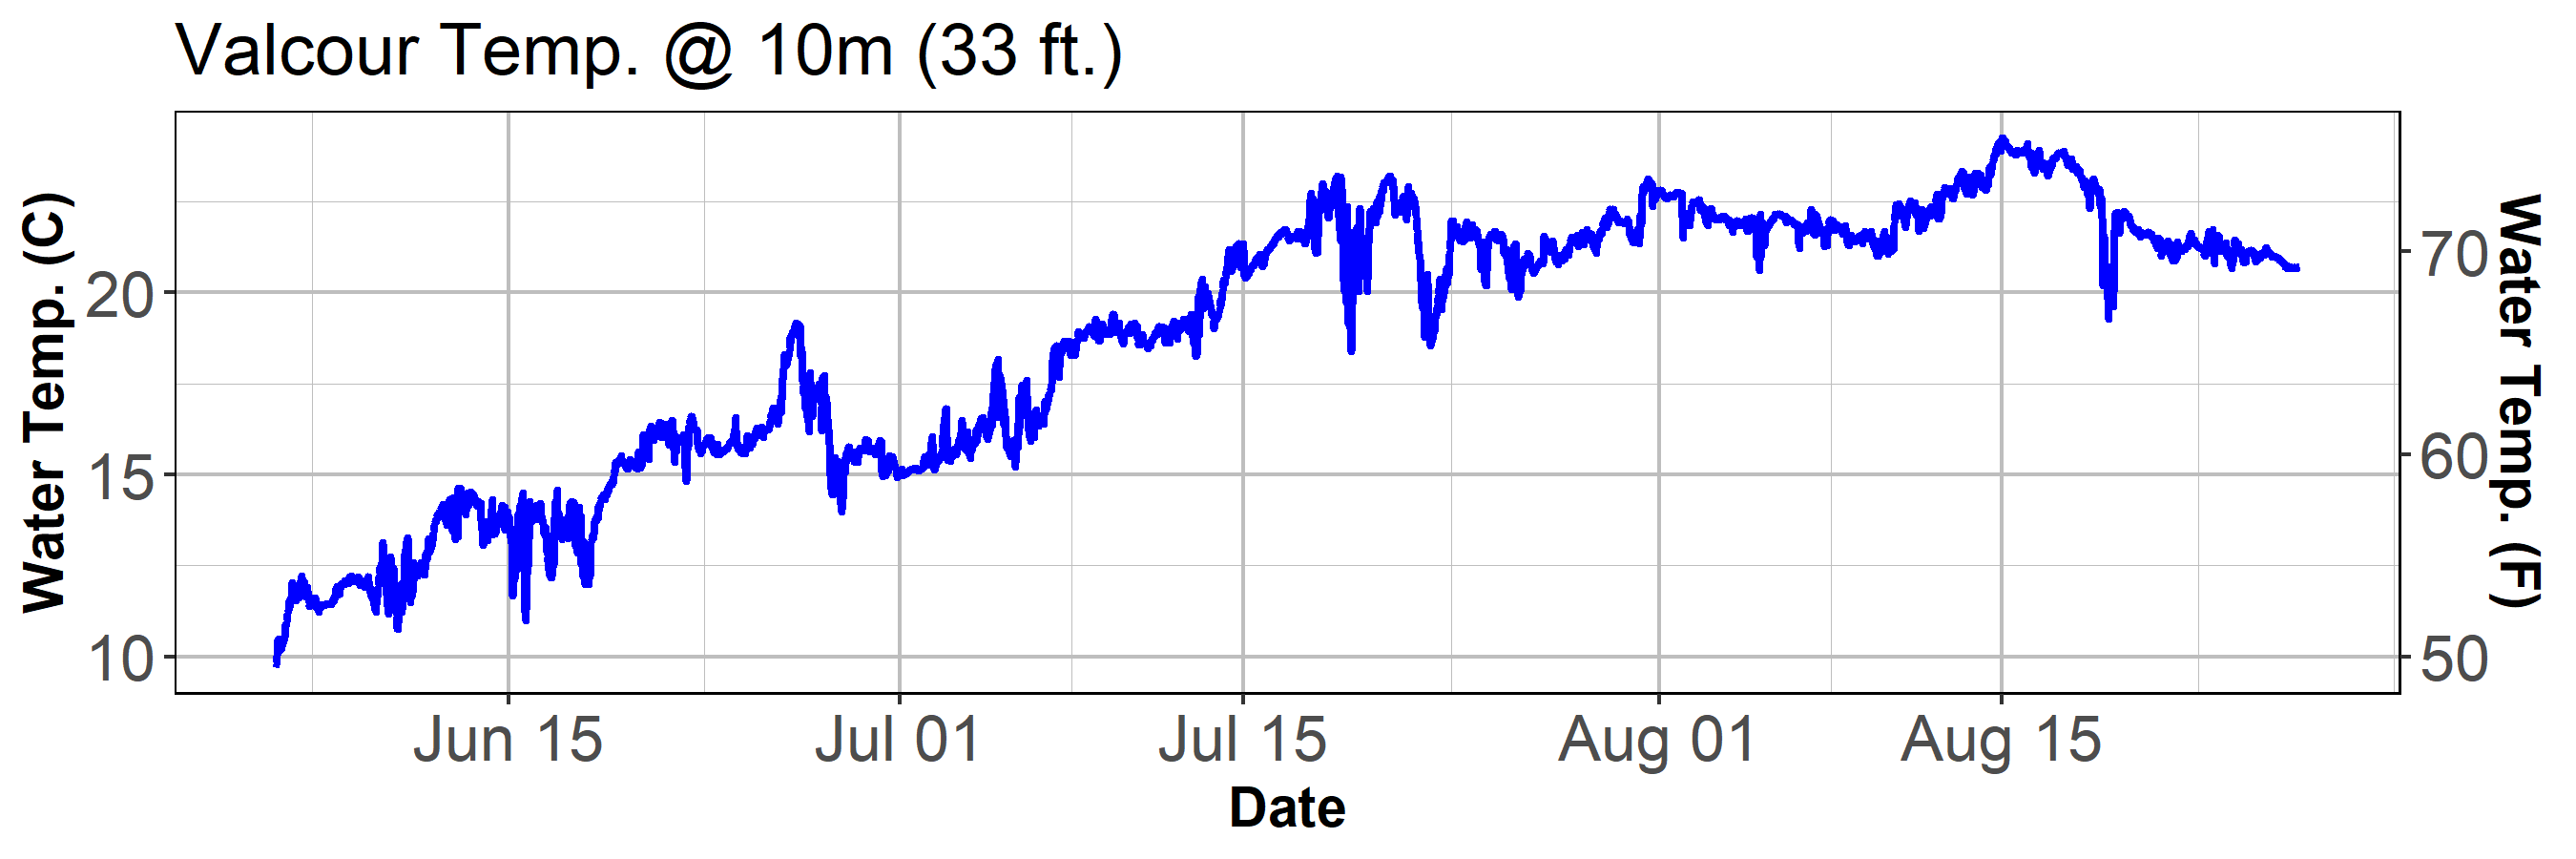 Valcour Temp. @ 10m (33 ft.)
Water Temp. (C)
20
15
10
70
60
50
Water Temp. (F)
Jun 15
Jul 01
Jul 15
Aug 01
Aug 15
Date